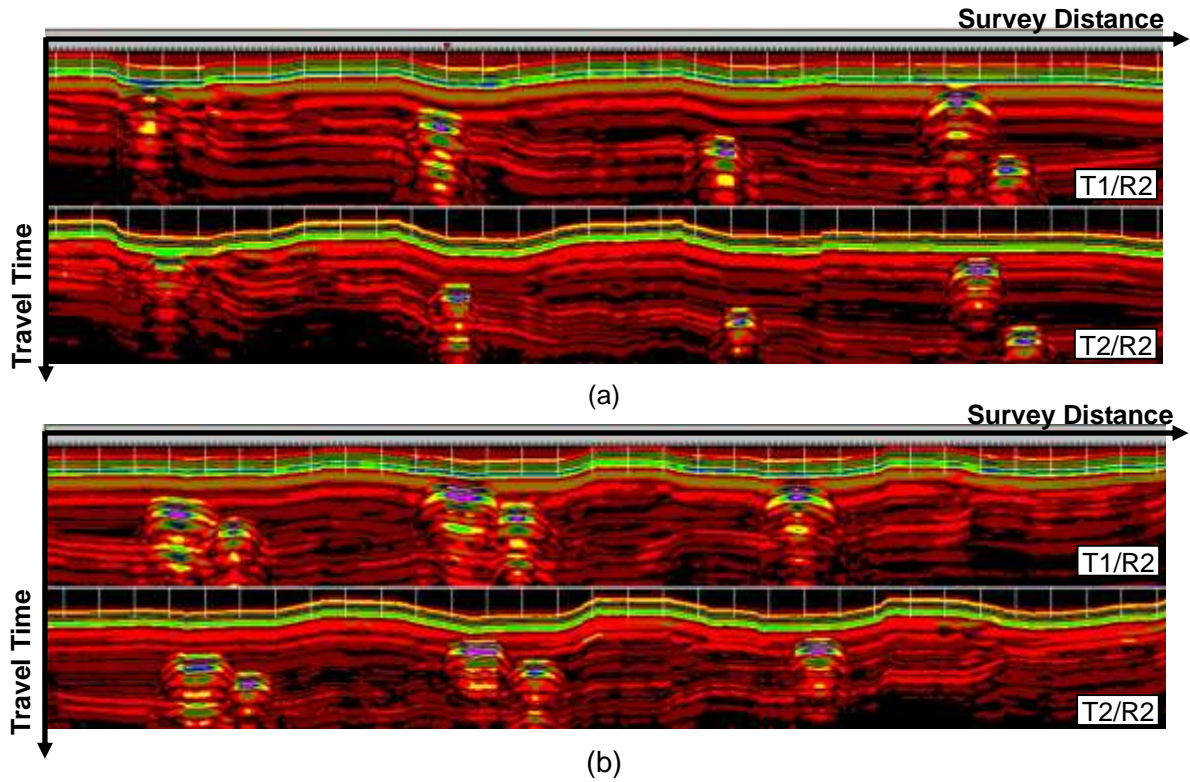 Survey Distance
Travel Time
T1/R2
T2/R2
(a)
Survey Distance
Travel Time
T1/R2
T2/R2
(b)